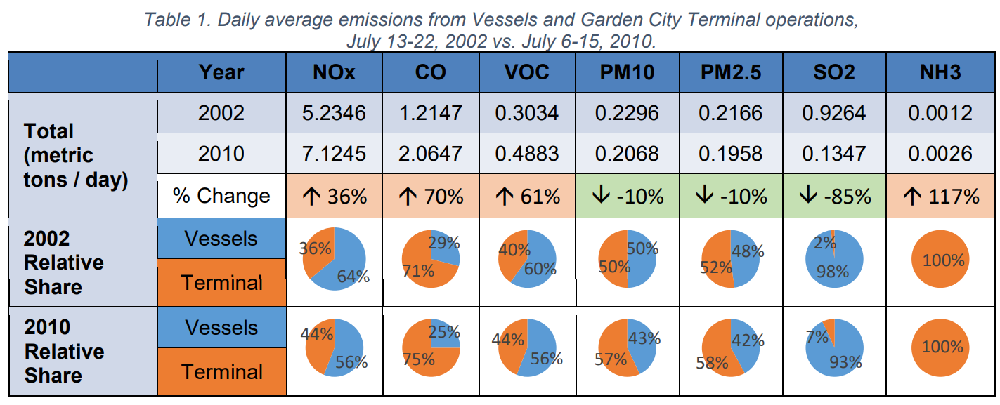 Table 1. Daily average emissions from Vessels and Garden City Terminal operations,
July 13-22, 2002 vs. July 6-15, 2010.
Year NOx CO VOC PM10 PM2.5 SO2 NH3
Total
(metric
tons / day)
2002 5.2346 1.2147 0.3034 0.2296 0.2166 0.9264 0.0012
2010 7.1245 2.0647 0.4883 0.2068 0.1958 0.1347 0.0026
% Change ↑ 36% ↑ 70% ↑ 61% ↓ -10% ↓ -10% ↓ -85% ↑ 117%
2002
Relative
Share
Vessels
Terminal
36% 64%
29% 71%
40% 60%
50% 50%
48% 52%
2% 98%
100%
2010
Relative
Share
Vessels
Terminal
44% 56%
25% 75%
44% 56%
43% 57%
42% 58%
7% 93%
100%